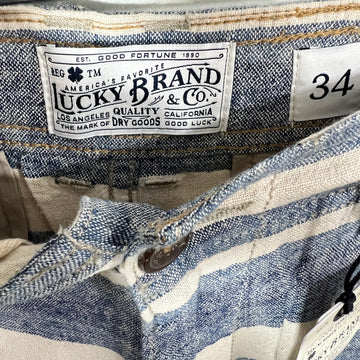 EST. GOOD FORTUNE 1990
REG TM
AMERICA'S FAVORITE
LUCKY BRAND
& CO.
LOS ANGELES QUALITY CALIFORNIA
THE MARK OF DRY GOODS GOOD LUCK
34